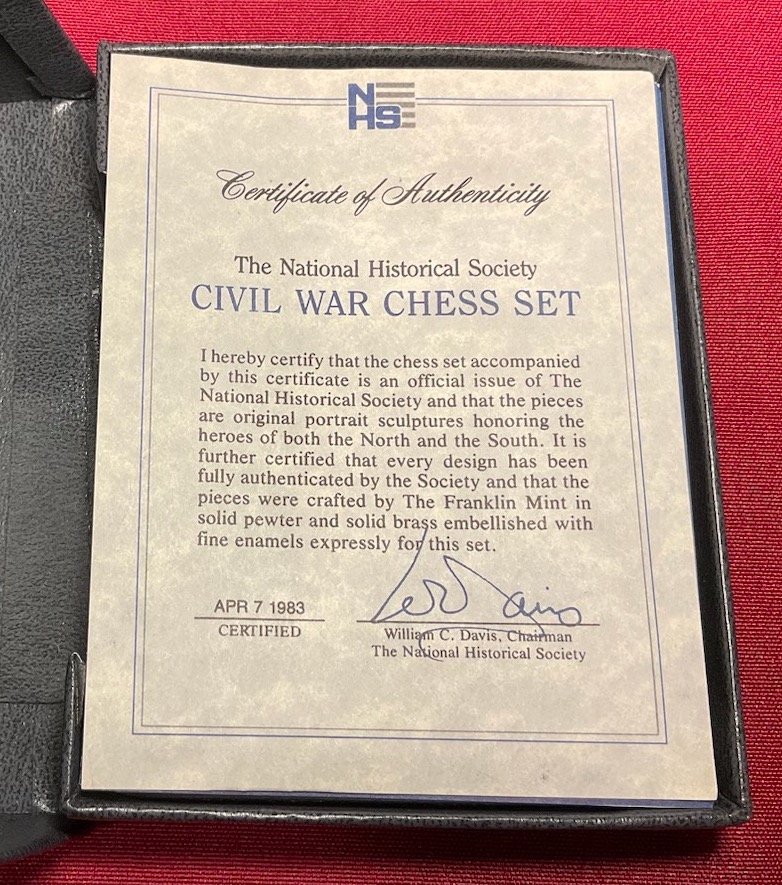 NHS
Certificate of Authenticity
The National Historical Society
CIVIL WAR CHESS SET
I hereby certify that the chess set accompanied
by this certificate is an official issue of The
National Historical Society and that the pieces
are original portrait sculptures honoring the
heroes of both the North and the South. It is
further certified that every design has been
fully authenticated by the Society and that the
pieces were crafted by The Franklin Mint in
solid pewter and solid brass embellished with
fine enamels expressly for this set.
APR 7 1983
CERTIFIED
William C. Davis, Chairman
The National Historical Society